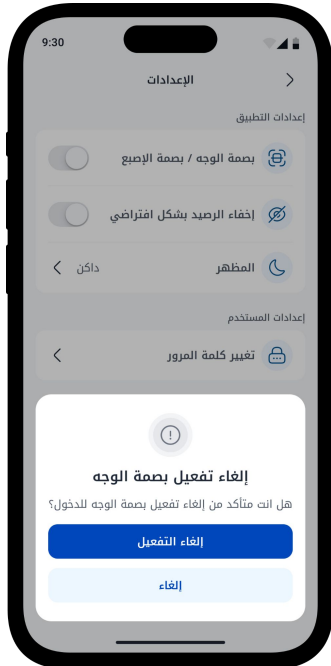 9:30
الإعدادات
إعدادات التطبيق
بصمة الوجه / بصمة الإصبع
إخفاء الرصيد بشكل افتراضي
المظهر داكن
إعدادات المستخدم
تغيير كلمة المرور
إلغاء تفعيل بصمة الوجه
هل انت متأكد من إلغاء تفعيل بصمة الوجه للدخول؟
إلغاء التفعيل
إلغاء